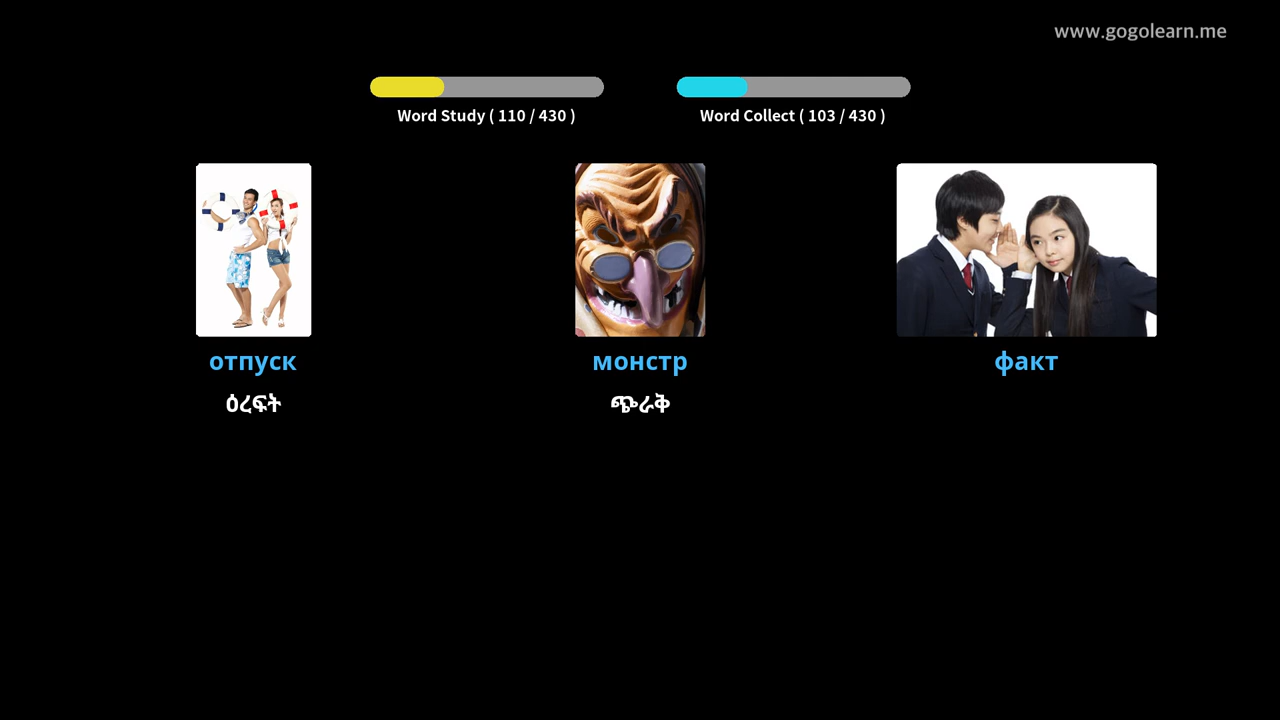 www.gogolearn.me
Word Study ( 110 / 430 )
Word Collect ( 103 / 430 )
отпуск
монстр
факт
ዕረፍት
ጭራቅ